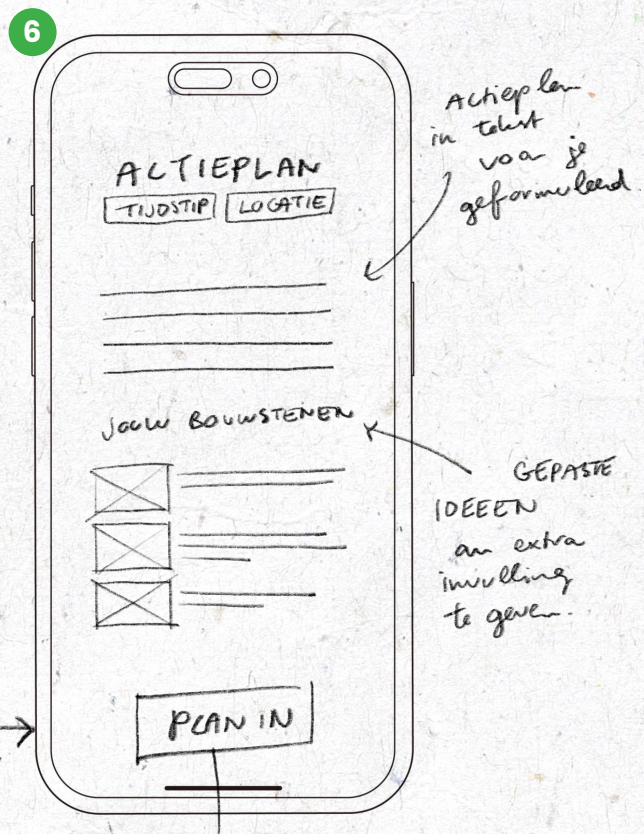 6
ACTIEPLAN
TIJDSTIP LOCATIE
JOUW BOUWSTENEN
PLAN IN
Actieplan
in tekst
voor je
geformuleerd
GEPASTE
IDEEEN
om extra
invulling
te geven.